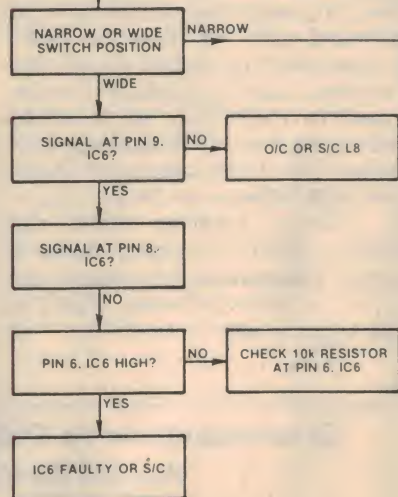 NARROW OR WIDE
SWITCH POSITION
NARROW
WIDE
SIGNAL AT PIN 9.
IC6?
NO
O/C OR S/C L8
YES
SIGNAL AT PIN 8.
IC6?
NO
PIN 6. IC6 HIGH?
NO
CHECK 10k RESISTOR
AT PIN 6. IC6
YES
IC6 FAULTY OR S/C